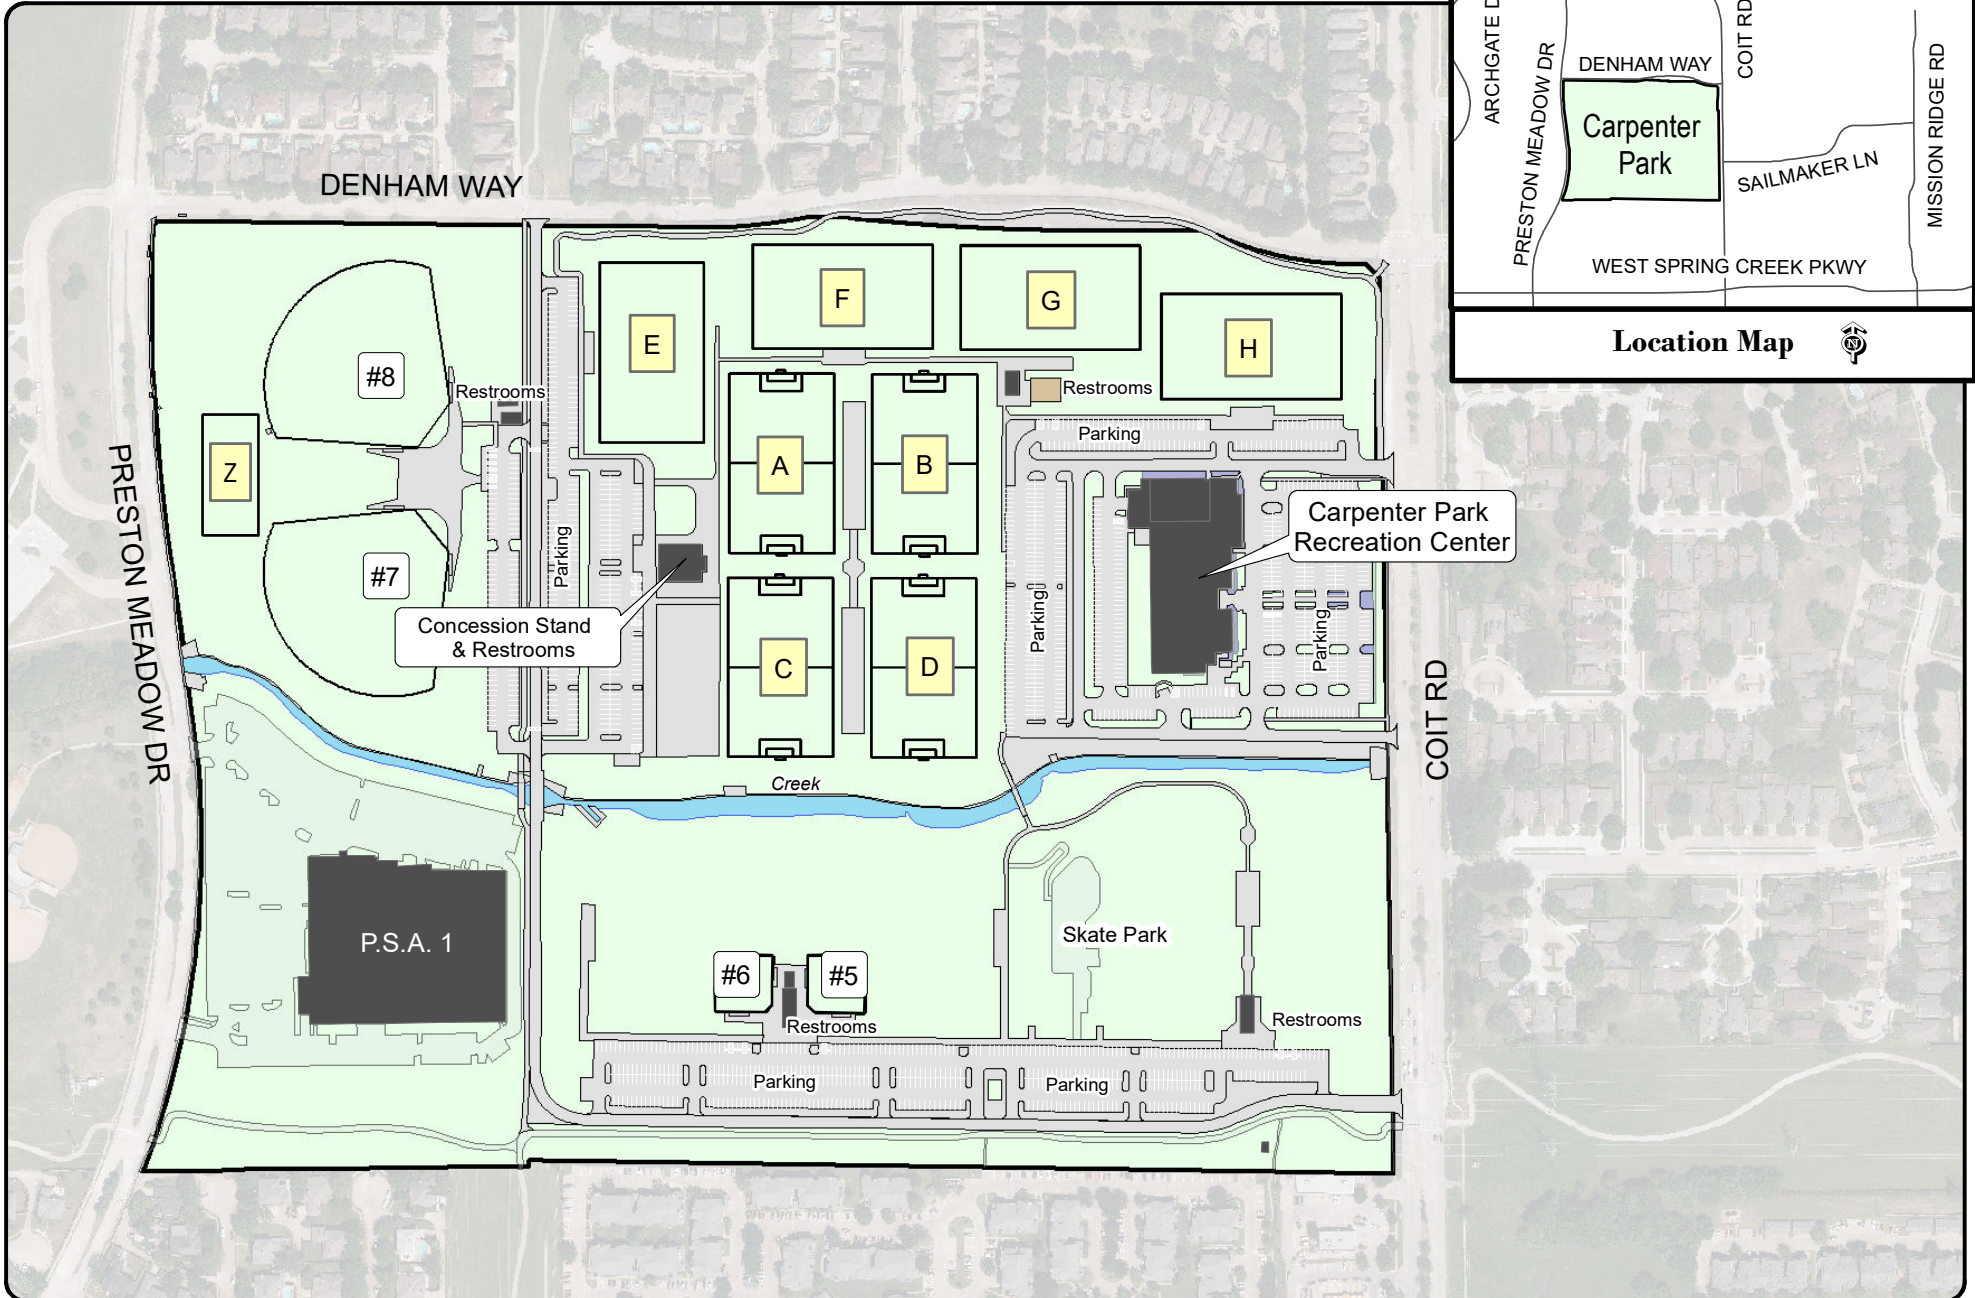 ARCHGATE D
PRESTON MEADOW DR
DENHAM WAY
COIT RD
MISSION RIDGE RD
Carpenter
Park
SAILMAKER LN
WEST SPRING CREEK PKWY
Location Map
N
DENHAM WAY
PRESTON MEADOW DR
COIT RD
F
G
E
H
#8
Restrooms
Restrooms
Parking
Z
A
B
Carpenter Park
Recreation Center
Parking
#7
Concession Stand
& Restrooms
C
D
Parking
Parking
Creek
P.S.A. 1
Skate Park
#6
#5
Restrooms
Restrooms
Parking
Parking